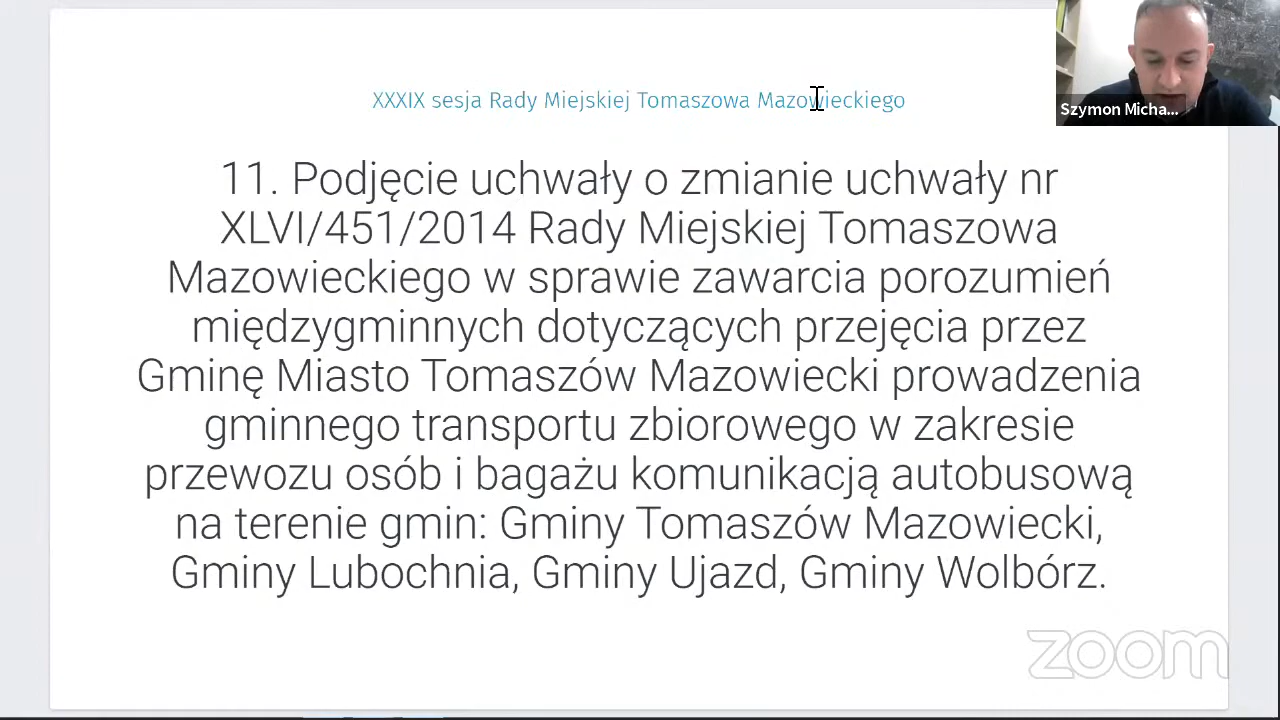 XXXIX sesja Rady Miejskiej Tomaszowa Mazowieckiego
Szymon Micha...
11. Podjęcie uchwały o zmianie uchwały nr
XLVI/451/2014 Rady Miejskiej Tomaszowa
Mazowieckiego w sprawie zawarcia porozumień
międzygminnych dotyczących przejęcia przez
Gminę Miasto Tomaszów Mazowiecki prowadzenia
gminnego transportu zbiorowego w zakresie
przewozu osób i bagażu komunikacją autobusową
na terenie gmin: Gminy Tomaszów Mazowiecki,
Gminy Lubochnia, Gminy Ujazd, Gminy Wolbórz.
zoom